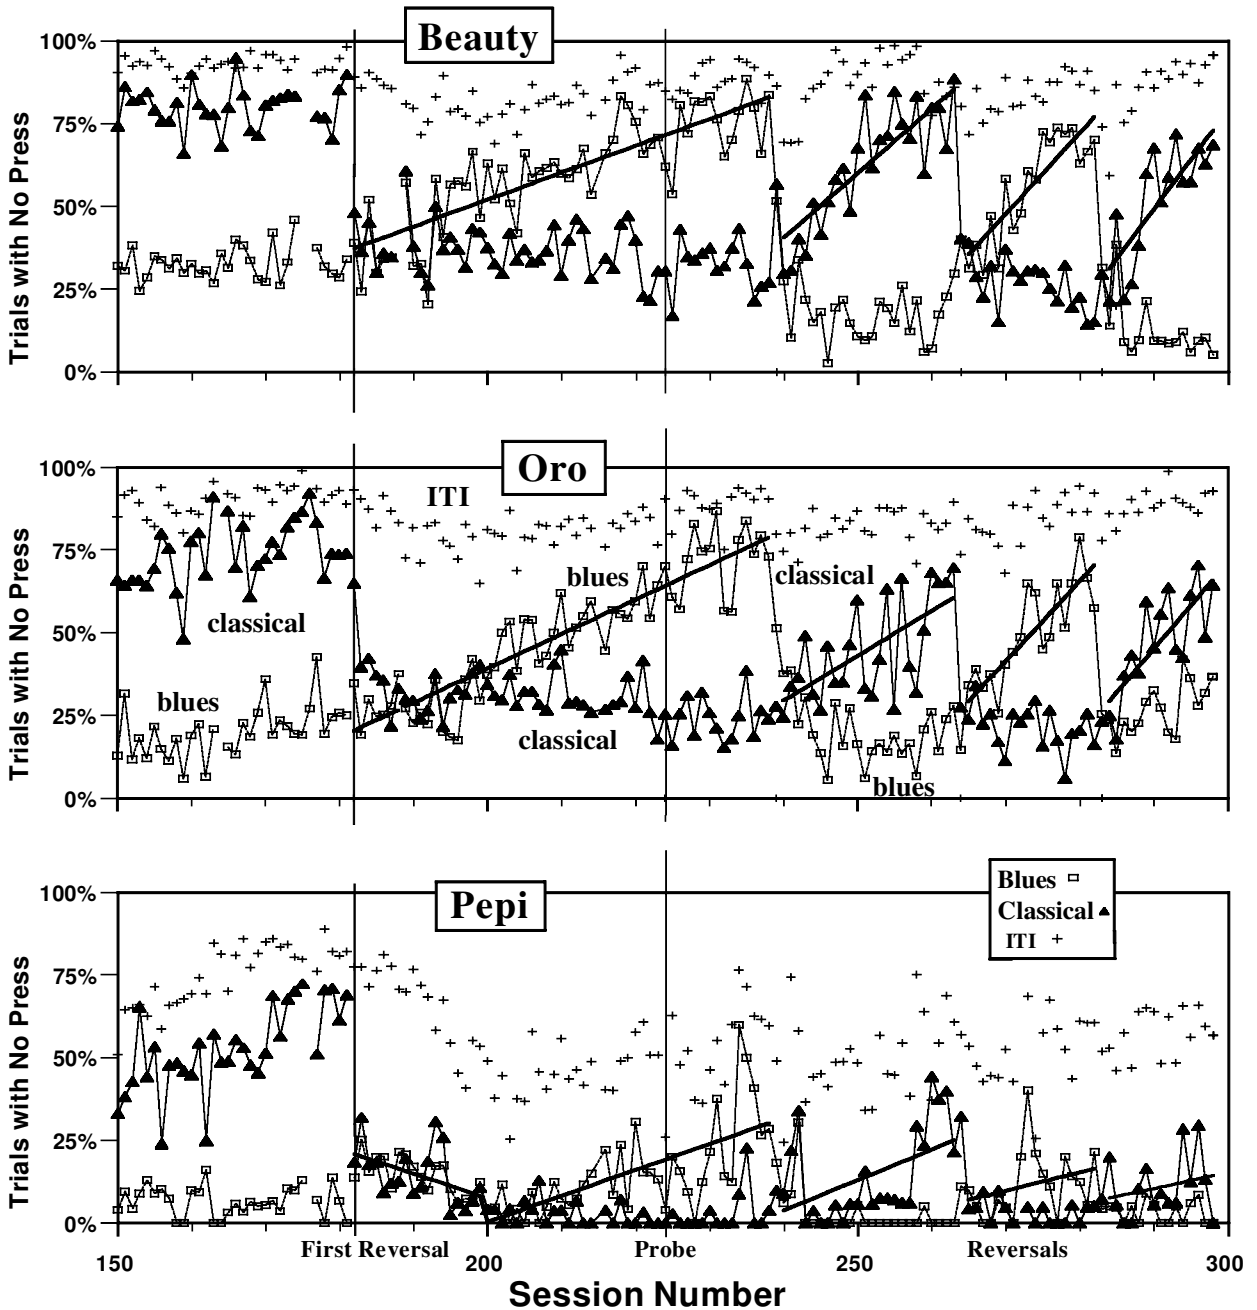 Beauty
100%
75%
50%
25%
0%
Trials with No Press
Oro
100%
75%
50%
25%
0%
Trials with No Press
ITI
blues
classical
classical
blues
classical
blues
Pepi
100%
75%
50%
25%
0%
Trials with No Press
Blues
Classical
ITI
First Reversal
Probe
Reversals
150
200
250
300
Session Number